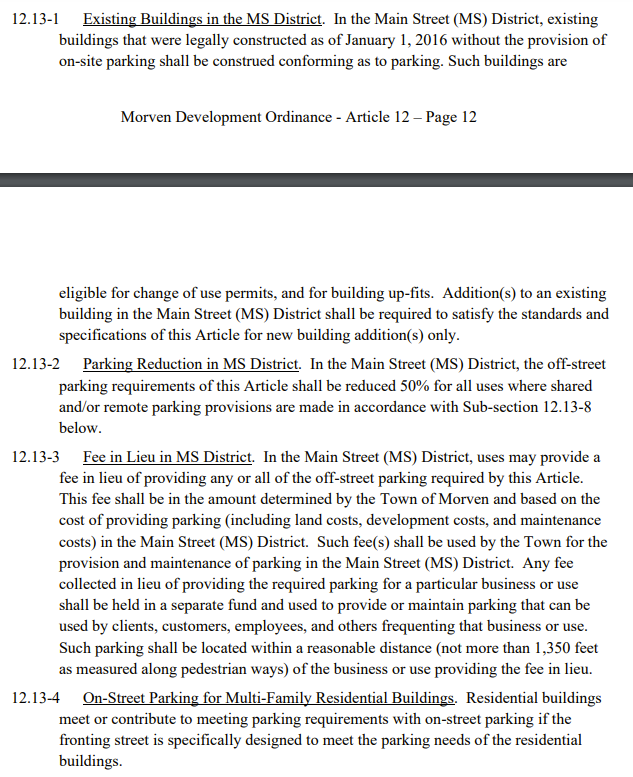 12.13-1 Existing Buildings in the MS District. In the Main Street (MS) District, existing
buildings that were legally constructed as of January 1, 2016 without the provision of
on-site parking shall be construed conforming as to parking. Such buildings are
Morven Development Ordinance - Article 12 – Page 12
eligible for change of use permits, and for building up-fits. Addition(s) to an existing
building in the Main Street (MS) District shall be required to satisfy the standards and
specifications of this Article for new building addition(s) only.
12.13-2 Parking Reduction in MS District. In the Main Street (MS) District, the off-street
parking requirements of this Article shall be reduced 50% for all uses where shared
and/or remote parking provisions are made in accordance with Sub-section 12.13-8
below.
12.13-3 Fee in Lieu in MS District. In the Main Street (MS) District, uses may provide a
fee in lieu of providing any or all of the off-street parking required by this Article.
This fee shall be in the amount determined by the Town of Morven and based on the
cost of providing parking (including land costs, development costs, and maintenance
costs) in the Main Street (MS) District. Such fee(s) shall be used by the Town for the
provision and maintenance of parking in the Main Street (MS) District. Any fee
collected in lieu of providing the required parking for a particular business or use
shall be held in a separate fund and used to provide or maintain parking that can be
used by clients, customers, employees, and others frequenting that business or use.
Such parking shall be located within a reasonable distance (not more than 1,350 feet
as measured along pedestrian ways) of the business or use providing the fee in lieu.
12.13-4 On-Street Parking for Multi-Family Residential Buildings. Residential buildings
meet or contribute to meeting parking requirements with on-street parking if the
fronting street is specifically designed to meet the parking needs of the residential
buildings.